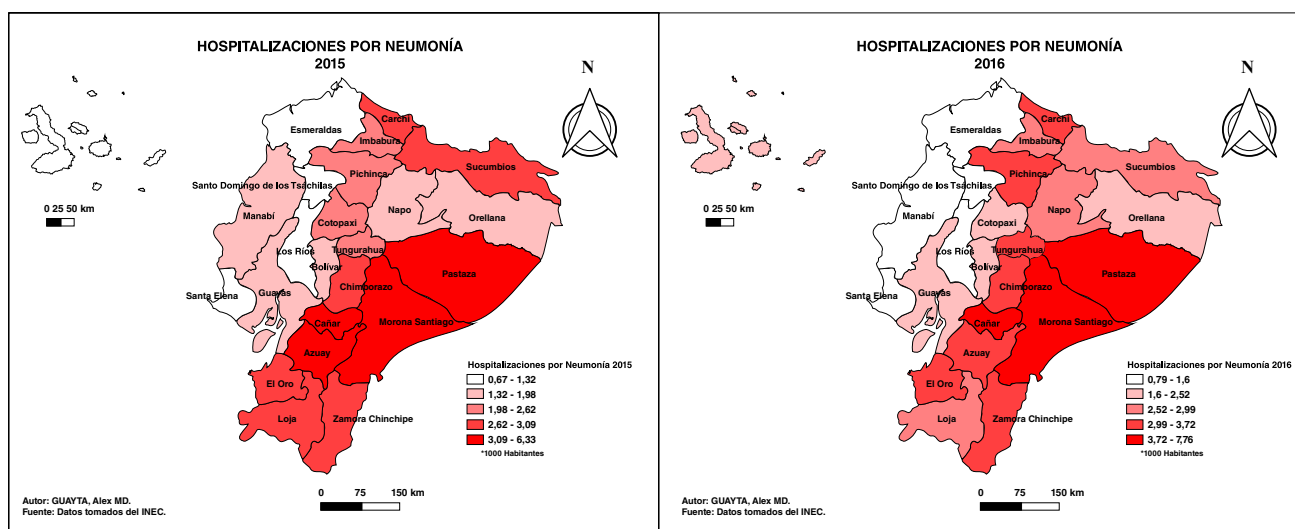 HOSPITALIZACIONES POR NEUMONÍA
2015
N
Carchi
Esmeraldas
Imbabura
Sucumbios
Pichinca
Santo Domingo de los Tsáchilas
0 25 50 km
Napo
Manabí
Orellana
Cotopaxi
Los Ríos
Tungurahua
Bolívar
Pastaza
Chimborazo
Santa Elena
Guayas
Cañar
Morona Santiago
Azuay
El Oro
Loja
Zamora Chinchipe
Hospitalizaciones por Neumonía 2015
0,67 - 1,32
1,32 - 1,98
1,98 - 2,62
2,62 - 3,09
3,09 - 6,33
*1000 Habitantes
0 75 150 km
Autor: GUAYTA, Alex MD.
Fuente: Datos tomados del INEC.
HOSPITALIZACIONES POR NEUMONÍA
2016
N
Carchi
Esmeraldas
Imbabura
Sucumbios
Pichinca
Santo Domingo de los Tsáchilas
0 25 50 km
Napo
Manabí
Orellana
Cotopaxi
Los Ríos
Tungurahua
Bolívar
Pastaza
Chimborazo
Santa Elena
Guayas
Cañar
Morona Santiago
Azuay
El Oro
Loja
Zamora Chinchipe
Hospitalizaciones por Neumonía 2016
0,79 - 1,6
1,6 - 2,52
2,52 - 2,99
2,99 - 3,72
3,72 - 7,76
*1000 Habitantes
0 75 150 km
Autor: GUAYTA, Alex MD.
Fuente: Datos tomados del INEC.